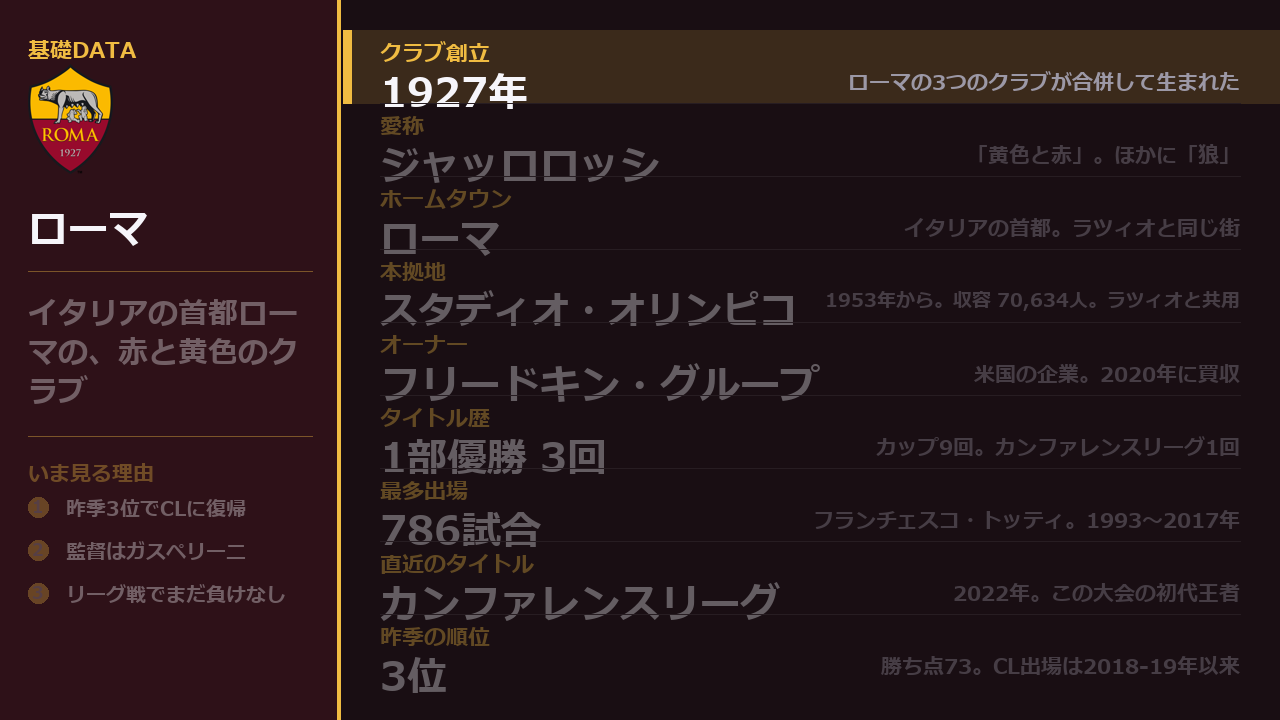 基礎DATA
ROMA
1927
ローマ
イタリアの首都ロー
マの、赤と黄色のク
ラブ
いま見る理由
昨季3位でCLに復帰
監督はガスペリーニ
リーグ戦でまだ負けなし
クラブ創立
1927年
ローマの3つのクラブが合併して生まれた
愛称
ジャッロロッシ
「黄色と赤」。ほかに「狼」
ホームタウン
ローマ
イタリアの首都。ラツィオと同じ街
本拠地
スタディオ・オリンピコ
1953年から。収容 70,634人。ラツィオと共用
オーナー
フリードキン・グループ
米国の企業。2020年に買収
タイトル歴
1部優勝 3回
カップ9回。カンファレンスリーグ1回
最多出場
786試合
フランチェスコ・トッティ。1993〜2017年
直近のタイトル
カンファレンスリーグ
2022年。この大会の初代王者
昨季の順位
3位
勝ち点73。CL出場は2018-19年以来